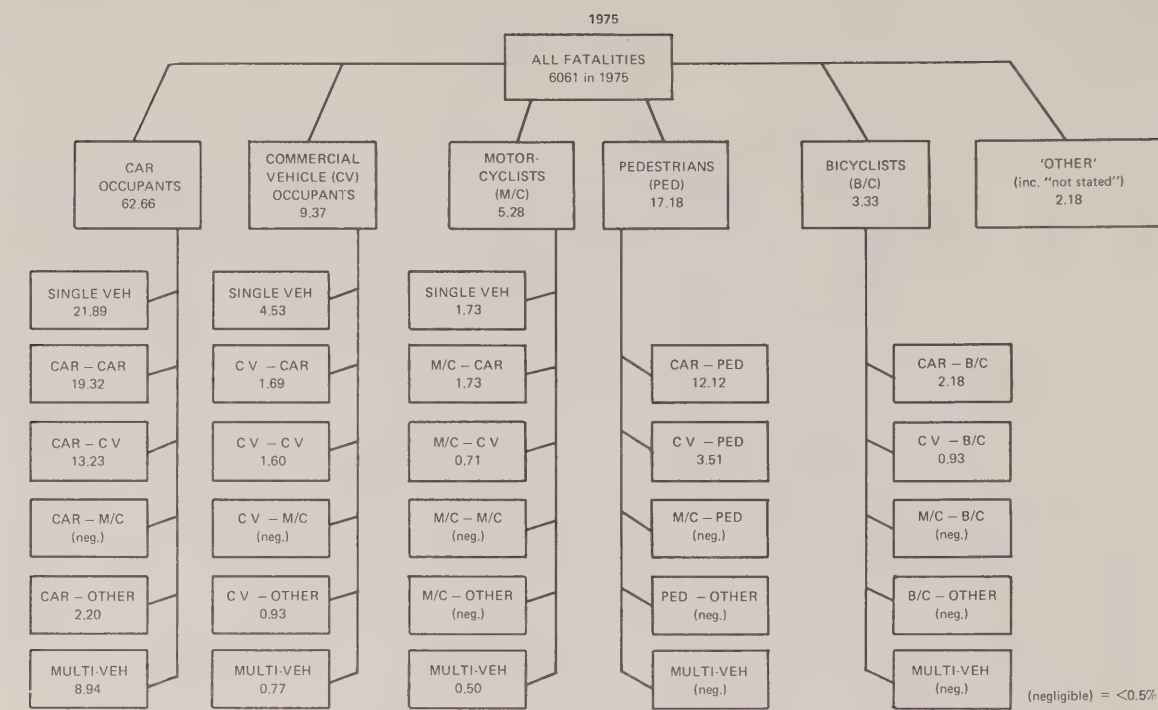 1975
ALL FATALITIES
6061 in 1975
CAR
OCCUPANTS
62.66
COMMERCIAL
VEHICLE (CV)
OCCUPANTS
9.37
MOTOR-
CYCLISTS
(M/C)
5.28
PEDESTRIANS
(PED)
17.18
BICYCLISTS
(B/C)
3.33
'OTHER'
(inc. "not stated")
2.18
SINGLE VEH
21.89
CAR – CAR
19.32
CAR – C V
13.23
CAR – M/C
(neg.)
CAR – OTHER
2.20
MULTI-VEH
8.94
SINGLE VEH
4.53
C V – CAR
1.69
C V – C V
1.60
C V – M/C
(neg.)
C V – OTHER
0.93
MULTI-VEH
0.77
SINGLE VEH
1.73
M/C – CAR
1.73
M/C – C V
0.71
M/C – M/C
(neg.)
M/C – OTHER
(neg.)
MULTI-VEH
0.50
CAR – PED
12.12
C V – PED
3.51
M/C – PED
(neg.)
PED – OTHER
(neg.)
MULTI-VEH
(neg.)
CAR – B/C
2.18
C V – B/C
0.93
M/C – B/C
(neg.)
B/C – OTHER
(neg.)
MULTI-VEH
(neg.)
(negligible) = <0.5%